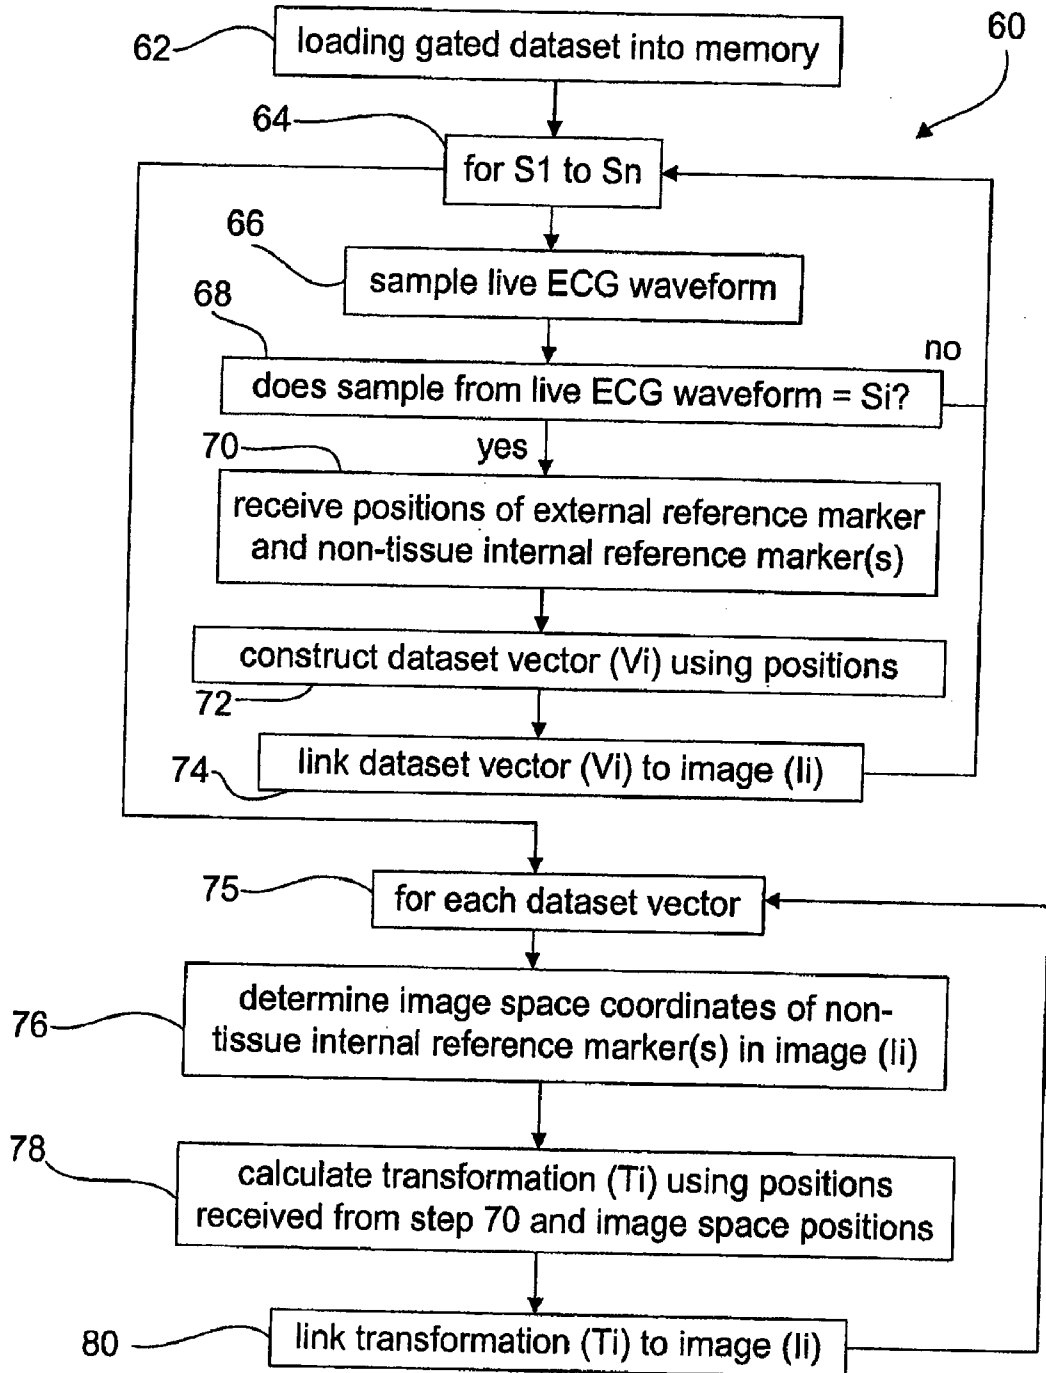 60
62
loading gated dataset into memory
64
for S1 to Sn
66
sample live ECG waveform
68
does sample from live ECG waveform = Si?
no
yes
70
receive positions of external reference marker
and non-tissue internal reference marker(s)
construct dataset vector (Vi) using positions
72
link dataset vector (Vi) to image (Ii)
74
75
for each dataset vector
76
determine image space coordinates of non-
tissue internal reference marker(s) in image (Ii)
78
calculate transformation (Ti) using positions
received from step 70 and image space positions
80
link transformation (Ti) to image (Ii)